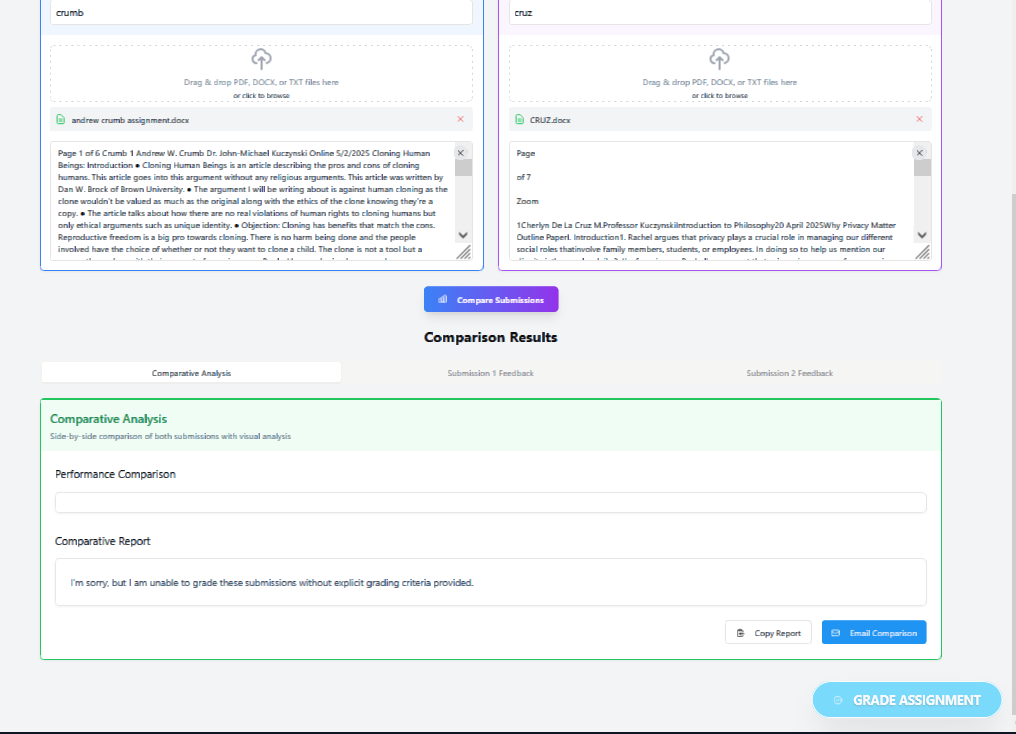 crumb
cruz
Drag & drop PDF, DOCX, or TXT files here
or click to browse
Drag & drop PDF, DOCX, or TXT files here
or click to browse
andrew crumb assignment.docx
CRUZ.docx
Page 1 of 6 Crumb 1 Andrew W. Crumb Dr. John-Michael Kuczynski Online 5/2/2025 Cloning Human
Beings: Introduction ● Cloning Human Beings is an article describing the pros and cons of cloning
humans. This article goes into this argument without any religious arguments. This article was written by
Dan W. Brock of Brown University. ● The argument I will be writing about is against human cloning as the
clone wouldn't be valued as much as the original along with the ethics of the clone knowing they're a
copy. ● The article talks about how there are no real violations of human rights to cloning humans but
only ethical arguments such as unique identity. ● Objection: Cloning has benefits that match the cons.
Reproductive freedom is a big pro towards cloning. There is no harm being done and the people
involved have the choice of whether or not they want to clone a child. The clone is not a tool but a
Page
of 7
Zoom
1Cherlyn De La Cruz M.Professor KuczynskiIntroduction to Philosophy20 April 2025Why Privacy Matter
Outline PaperI. Introduction1. Rachel argues that privacy plays a crucial role in managing our different
social roles thatinvolve family members, students, or employees. In doing so to help us mention our
Compare Submissions
Comparison Results
Comparative Analysis
Submission 1 Feedback
Submission 2 Feedback
Comparative Analysis
Side-by-side comparison of both submissions with visual analysis
Performance Comparison
Comparative Report
I'm sorry, but I am unable to grade these submissions without explicit grading criteria provided.
Copy Report
Email Comparison
GRADE ASSIGNMENT